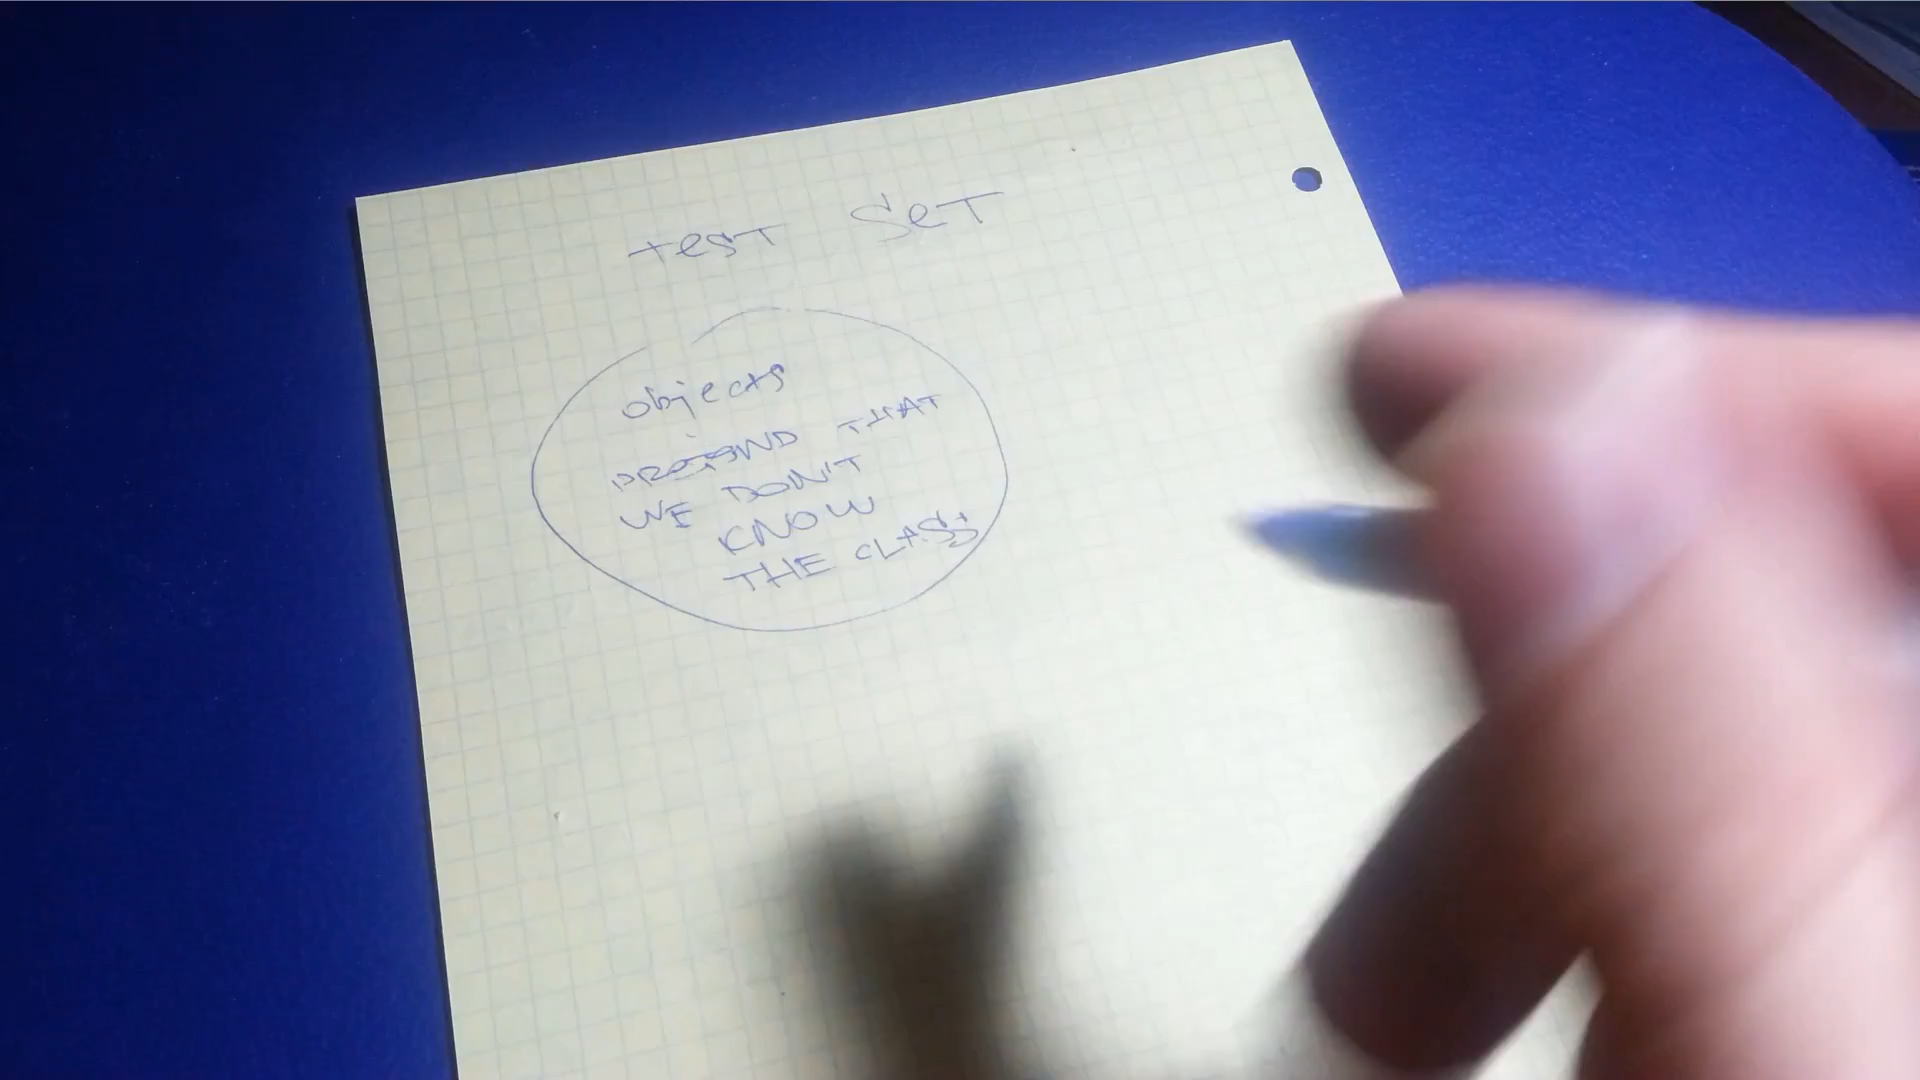 test Set
objects
PRETEND THAT
WE DON'T
KNOW
THE CLASS